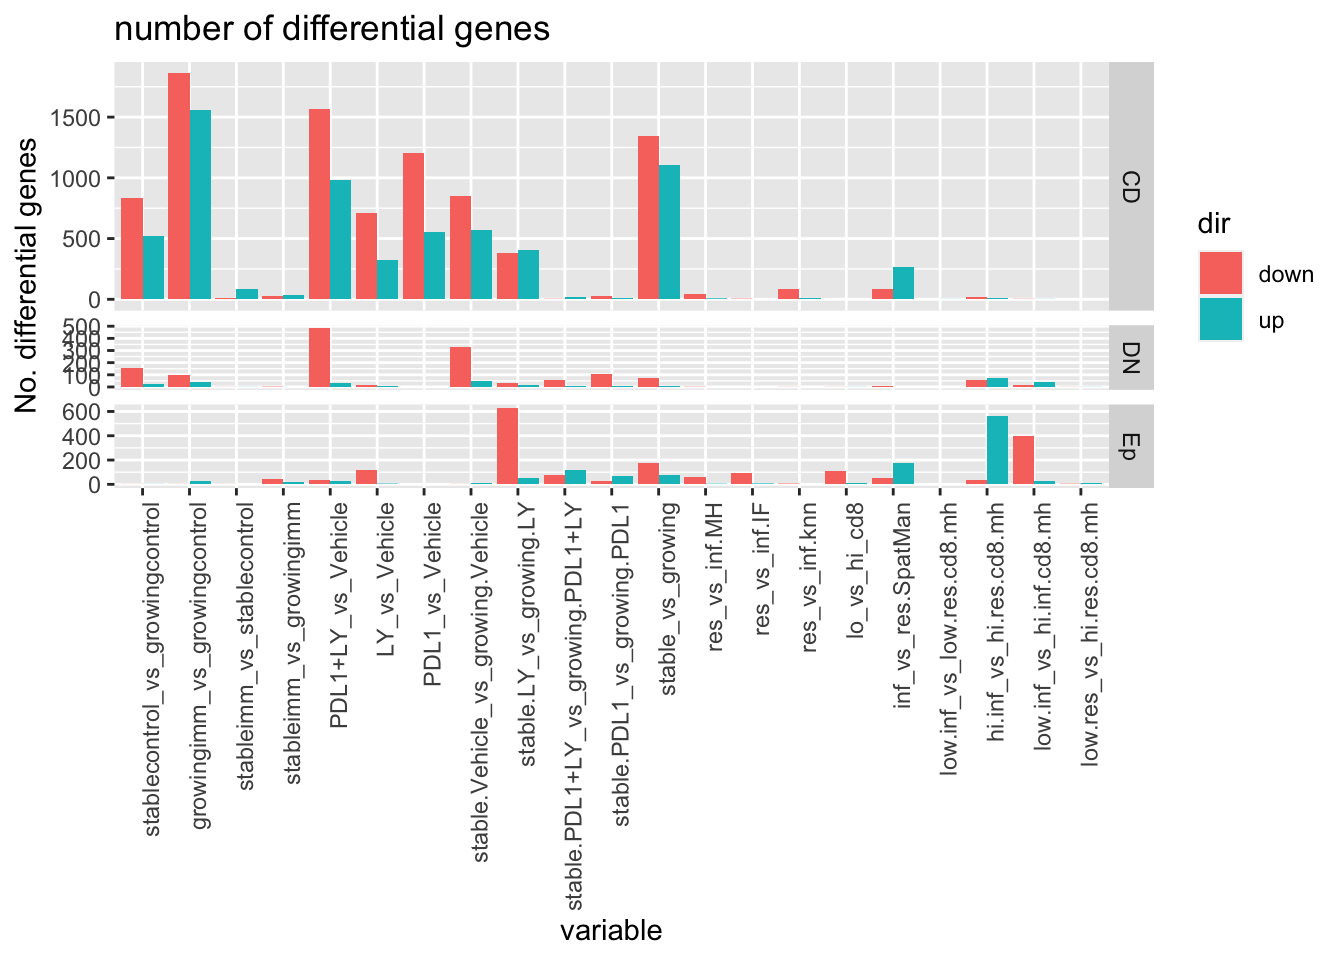 number of differential genes
No. differential genes
1500
1000
500
0
CD
500
400
300
200
100
0
DN
600
400
200
0
Ep
stablecontrol_vs_growingcontrol
growingimm_vs_growingcontrol
stableimm_vs_stablecontrol
stableimm_vs_growingimm
PDL1+LY_vs_Vehicle
LY_vs_Vehicle
PDL1_vs_Vehicle
stable.Vehicle_vs_growing.Vehicle
stable.LY_vs_growing.LY
stable.PDL1+LY_vs_growing.PDL1+LY
stable.PDL1_vs_growing.PDL1
stable_vs_growing
res_vs_inf.MH
res_vs_inf.IF
res_vs_inf.knn
lo_vs_hi_cd8
inf_vs_res.SpatMan
low.inf_vs_low.res.cd8.mh
hi.inf_vs_hi.res.cd8.mh
low.inf_vs_hi.inf.cd8.mh
low.res_vs_hi.res.cd8.mh
variable
dir
down
up